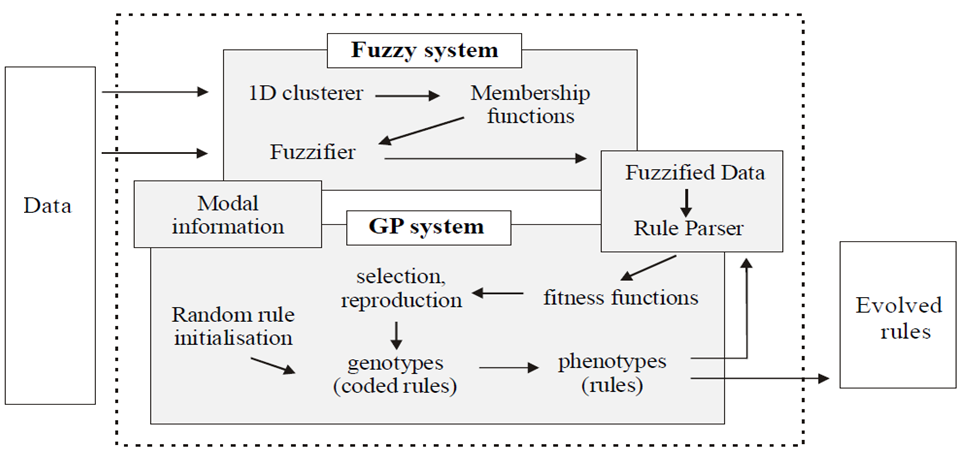 Fuzzy system
1D clusterer
Membership
functions
Fuzzifier
Data
Fuzzified Data
Rule Parser
Modal
information
GP system
selection,
reproduction
fitness functions
Random rule
initialisation
genotypes
(coded rules)
phenotypes
(rules)
Evolved
rules